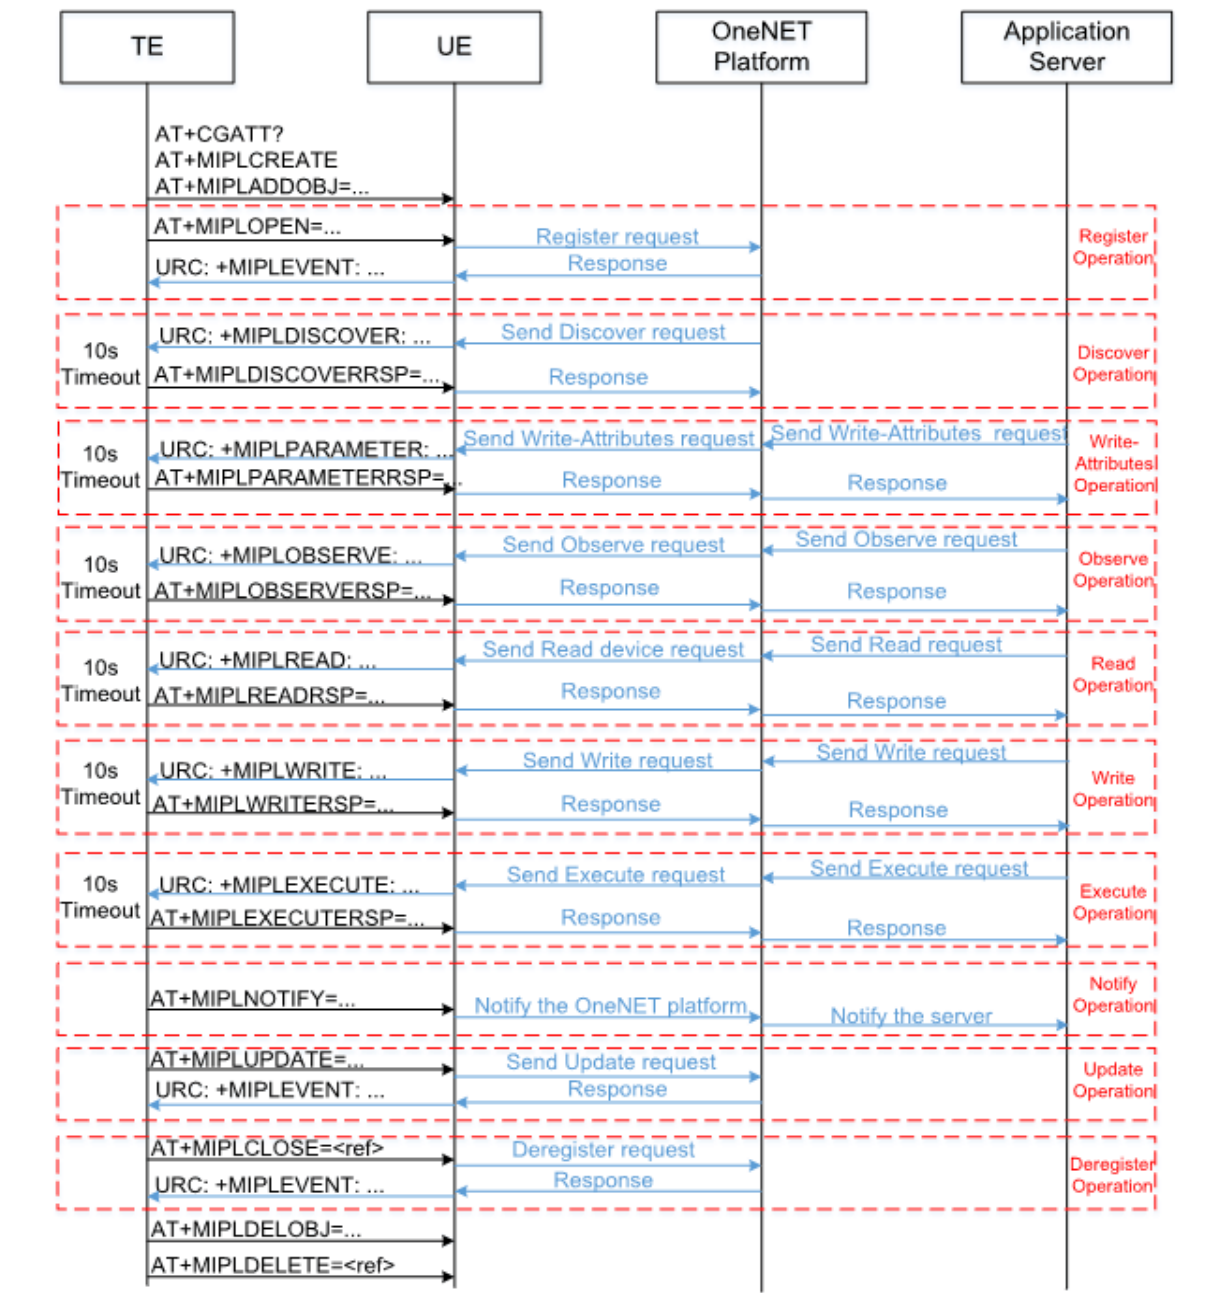 TE
UE
OneNET
Platform
Application
Server
AT+CGATT?
AT+MIPLCREATE
AT+MIPLADDOBJ=...
AT+MIPLOPEN=...
Register request
Response
URC: +MIPLEVENT: ...
Register
Operation
10s
Timeout
URC: +MIPLDISCOVER: ...
Send Discover request
AT+MIPLDISCOVERRSP=...
Response
Discover
Operation
10s
Timeout
URC: +MIPLPARAMETER: ...
Send Write-Attributes request
Send Write-Attributes request
AT+MIPLPARAMETERRSP=...
Response
Response
Write-
Attributes
Operation
10s
Timeout
URC: +MIPLOBSERVE: ...
Send Observe request
Send Observe request
AT+MIPLOBSERVERSP=...
Response
Response
Observe
Operation
10s
Timeout
URC: +MIPLREAD: ...
Send Read device request
Send Read request
AT+MIPLREADRSP=...
Response
Response
Read
Operation
10s
Timeout
URC: +MIPLWRITE: ...
Send Write request
Send Write request
AT+MIPLWRITERSP=...
Response
Response
Write
Operation
10s
Timeout
URC: +MIPLEXECUTE: ...
Send Execute request
Send Execute request
AT+MIPLEXECUTERSP=...
Response
Response
Execute
Operation
AT+MIPLNOTIFY=...
Notify the OneNET platform
Notify the server
Notify
Operation
AT+MIPLUPDATE=...
Send Update request
URC: +MIPLEVENT: ...
Response
Update
Operation
AT+MIPLCLOSE=<ref>
Deregister request
URC: +MIPLEVENT: ...
Response
Deregister
Operation
AT+MIPLDELOBJ=...
AT+MIPLDELETE=<ref>